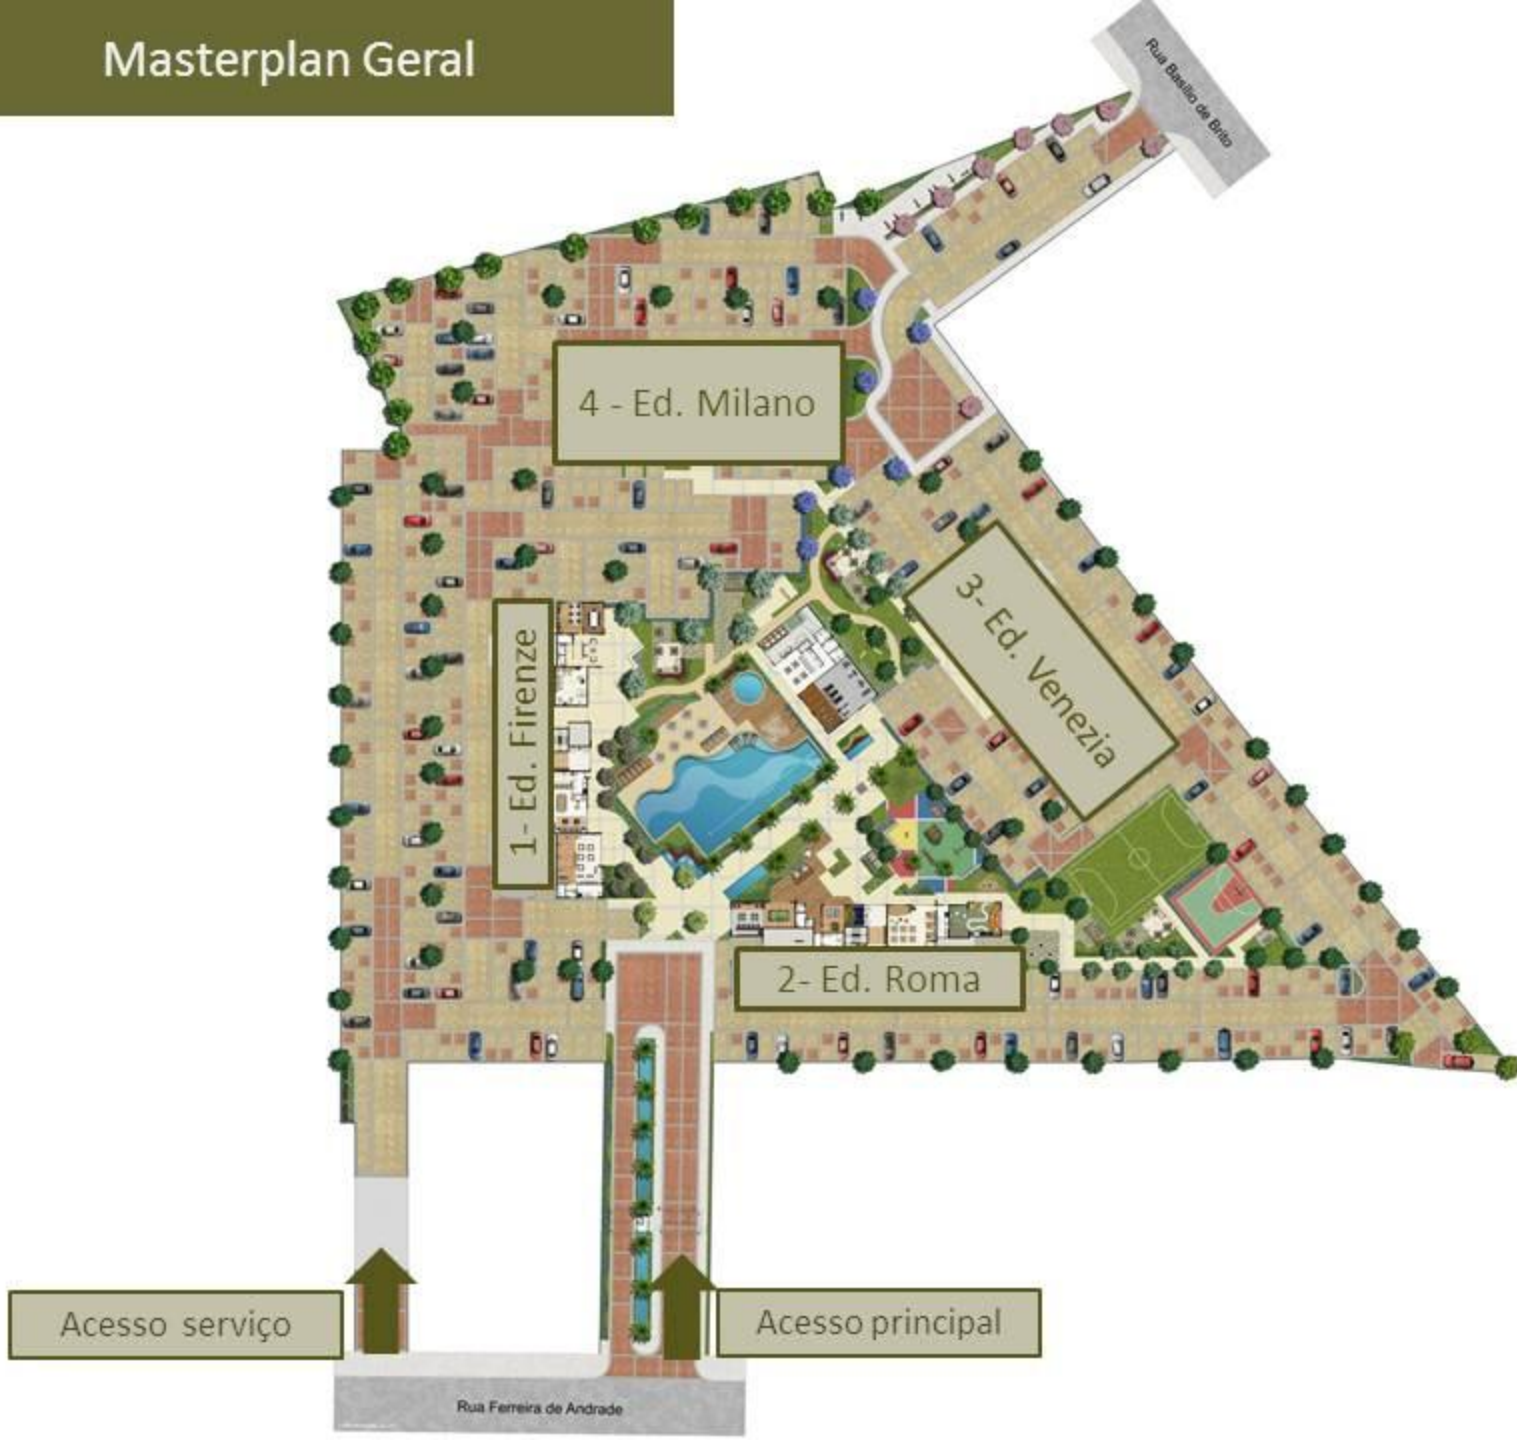 Masterplan Geral
Rua Basílio de Brito
4 - Ed. Milano
3- Ed. Venezia
1- Ed. Firenze
2- Ed. Roma
Acesso serviço
Acesso principal
Rua Ferreira de Andrade